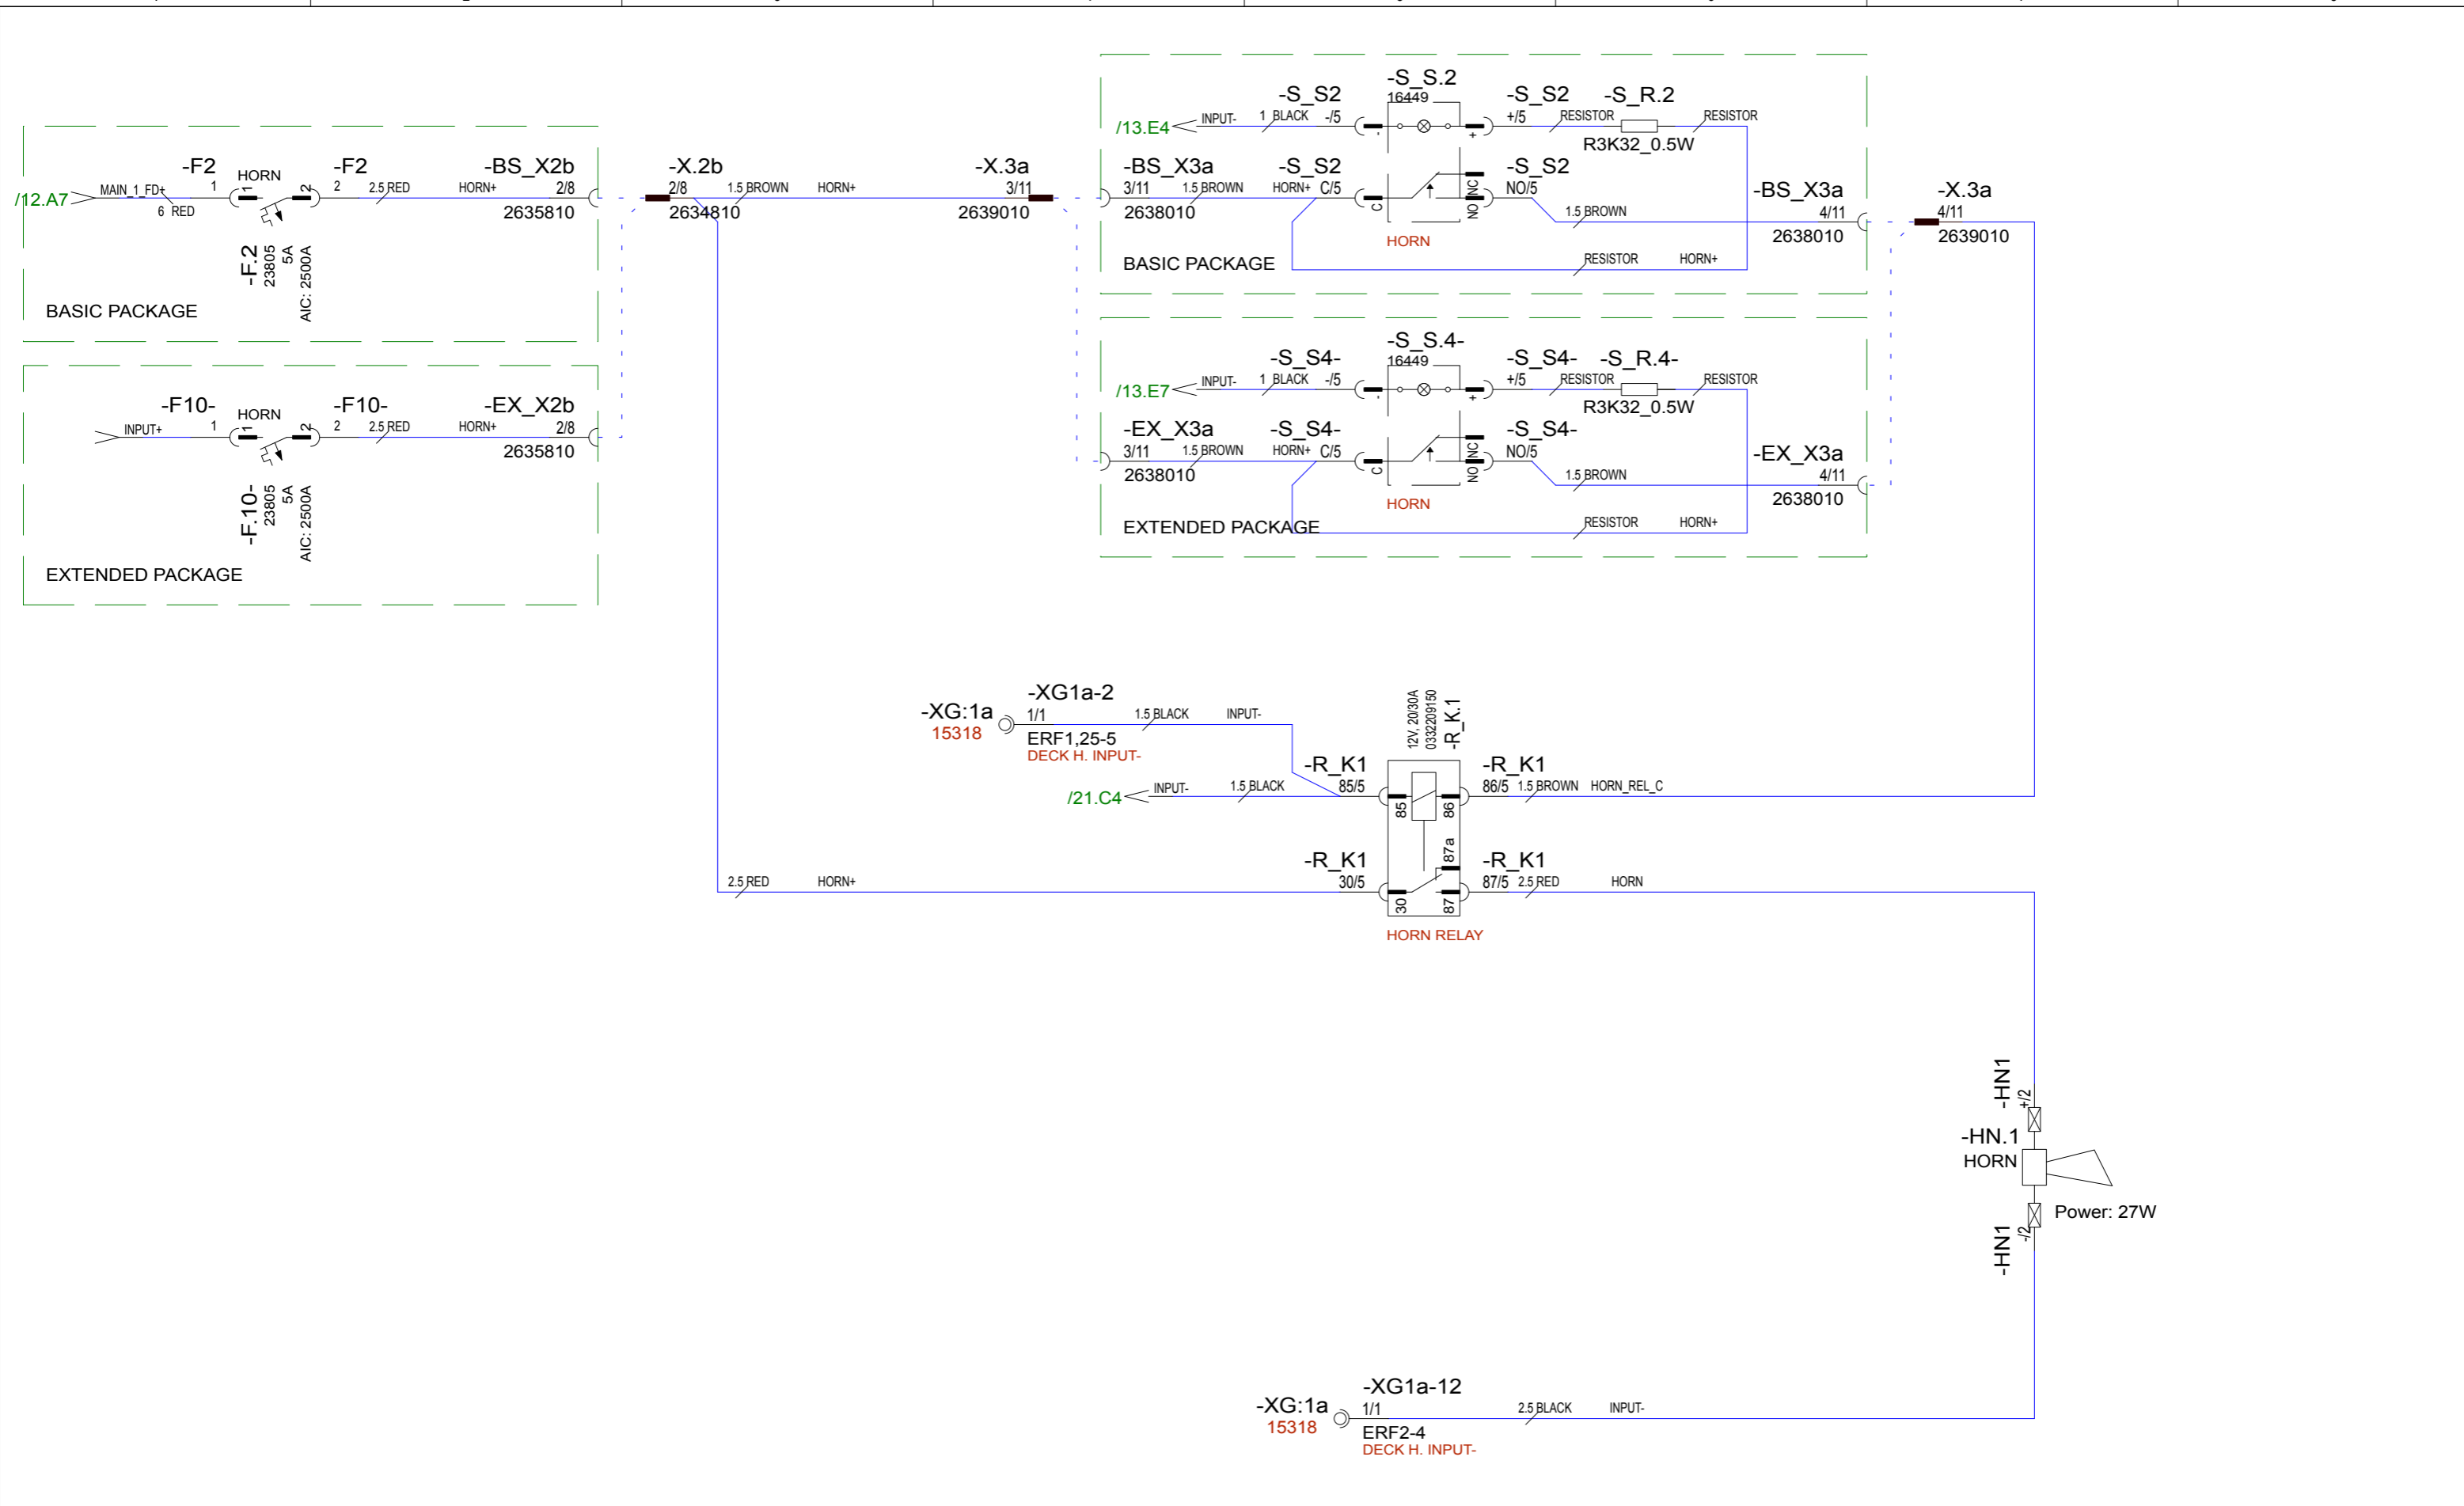 /12.A7
MAIN_1_FD+
6 RED
-F2
1
HORN
1
2
-F2
2
2.5 RED
HORN+
-BS_X2b
2/8
2635810
-F.2
23805
5A
AIC: 2500A
BASIC PACKAGE
INPUT+
-F10-
1
HORN
1
2
-F10-
2
2.5 RED
HORN+
-EX_X2b
2/8
2635810
-F.10-
23805
5A
AIC: 2500A
EXTENDED PACKAGE
-X.2b
2/8
2634810
1.5 BROWN
HORN+
-X.3a
3/11
2639010
/13.E4
INPUT-
1 BLACK
-S_S2
-/5
-S_S.2
16449
-
+
-S_S2
+/5
RESISTOR
-S_R.2
R3K32_0.5W
RESISTOR
-BS_X3a
3/11
2638010
1.5 BROWN
HORN+
-S_S2
C/5
C
NO
NC
HORN
-S_S2
NO/5
1.5 BROWN
-BS_X3a
4/11
2638010
RESISTOR
HORN+
BASIC PACKAGE
-X.3a
4/11
2639010
/13.E7
INPUT-
1 BLACK
-S_S4-
-/5
-S_S.4-
16449
-
+
-S_S4-
+/5
RESISTOR
-S_R.4-
R3K32_0.5W
RESISTOR
-EX_X3a
3/11
2638010
1.5 BROWN
HORN+
-S_S4-
C/5
C
NO
NC
HORN
-S_S4-
NO/5
1.5 BROWN
-EX_X3a
4/11
2638010
RESISTOR
HORN+
EXTENDED PACKAGE
-XG:1a
15318
-XG1a-2
1/1
ERF1,25-5
DECK H. INPUT-
1.5 BLACK
INPUT-
/21.C4
INPUT-
1.5 BLACK
-R_K1
85/5
12V, 20/30A
0332209150
-R_K.1
85
86
-R_K1
86/5
1.5 BROWN
HORN_REL_C
2.5 RED
HORN+
-R_K1
30/5
30
87a
87
-R_K1
87/5
2.5 RED
HORN
HORN RELAY
-HN1
+/2
-HN.1
HORN
Power: 27W
-HN1
-/2
-XG:1a
15318
-XG1a-12
1/1
ERF2-4
DECK H. INPUT-
2.5 BLACK
INPUT-